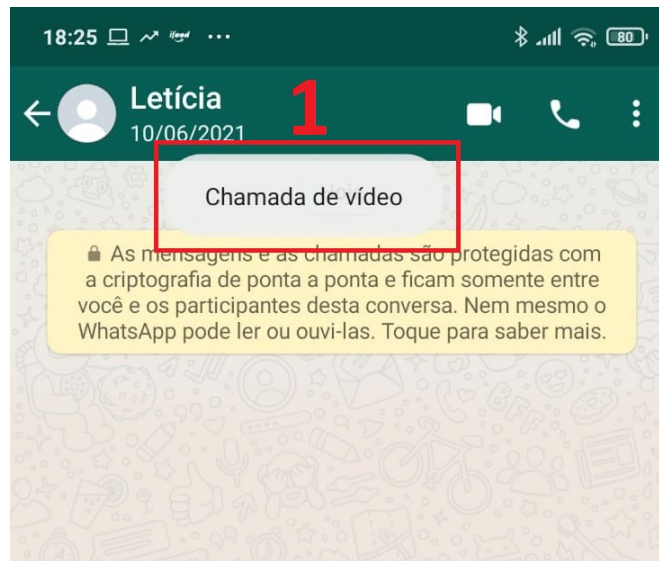 18:25 ifood ...
80
Letícia
10/06/2021
1
Chamada de vídeo
As mensagens e as chamadas são protegidas com
a criptografia de ponta a ponta e ficam somente entre
você e os participantes desta conversa. Nem mesmo o
WhatsApp pode ler ou ouvi-las. Toque para saber mais.